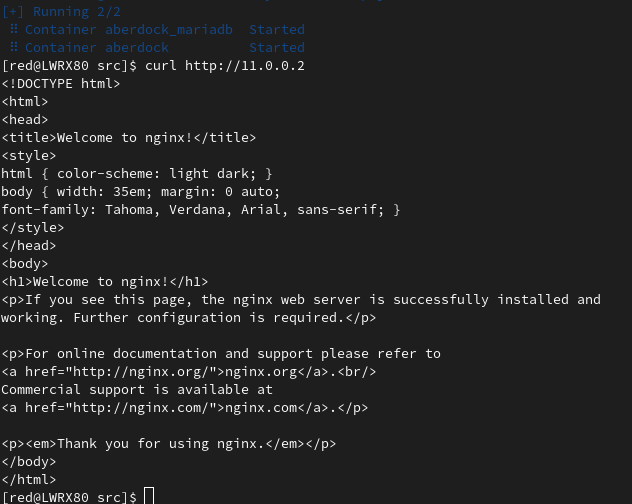 [+] Running 2/2
⠿ Container aberdock_mariadb  Started
⠿ Container aberdock          Started
[red@LWRX80 src]$ curl http://11.0.0.2
<!DOCTYPE html>
<html>
<head>
<title>Welcome to nginx!</title>
<style>
html { color-scheme: light dark; }
body { width: 35em; margin: 0 auto;
font-family: Tahoma, Verdana, Arial, sans-serif; }
</style>
</head>
<body>
<h1>Welcome to nginx!</h1>
<p>If you see this page, the nginx web server is successfully installed and
working. Further configuration is required.</p>

<p>For online documentation and support please refer to
<a href="http://nginx.org/">nginx.org</a>.<br/>
Commercial support is available at
<a href="http://nginx.com/">nginx.com</a>.</p>

<p><em>Thank you for using nginx.</em></p>
</body>
</html>
[red@LWRX80 src]$